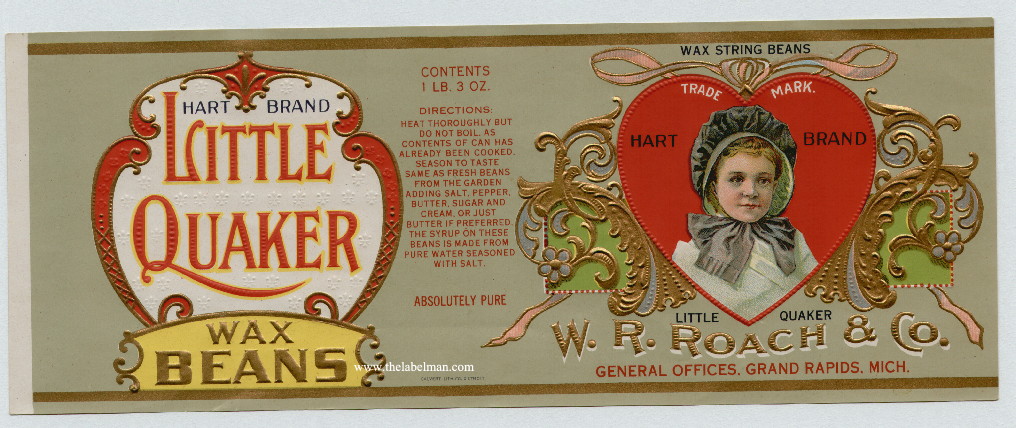 HART BRAND
LITTLE
QUAKER
WAX
BEANS
CONTENTS
1 LB. 3 OZ.
DIRECTIONS:
HEAT THOROUGHLY BUT
DO NOT BOIL. AS
CONTENTS OF CAN HAS
ALREADY BEEN COOKED.
SEASON TO TASTE
SAME AS FRESH BEANS
FROM THE GARDEN
ADDING SALT, PEPPER,
BUTTER, SUGAR AND
CREAM, OR JUST
BUTTER IF PREFERRED.
THE SYRUP ON THESE
BEANS IS MADE FROM
PURE WATER SEASONED
WITH SALT.
ABSOLUTELY PURE
www.thelabelman.com
WAX STRING BEANS
TRADE MARK.
HART BRAND
LITTLE QUAKER
W. R. ROACH & CO.
GENERAL OFFICES. GRAND RAPIDS. MICH.